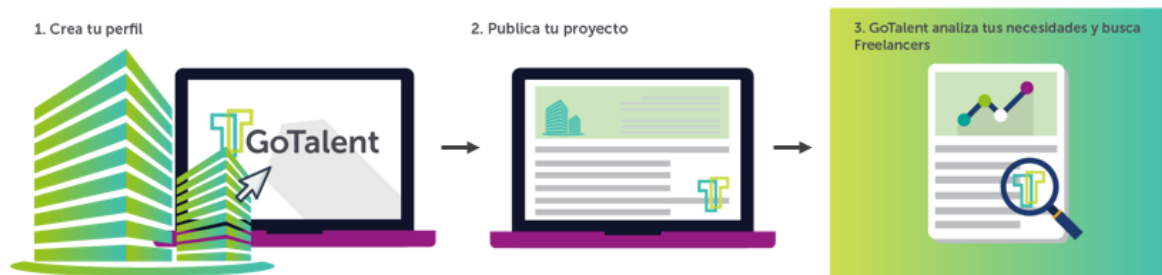 1. Crea tu perfil
2. Publica tu proyecto
3. GoTalent analiza tus necesidades y busca
Freelancers
GoTalent